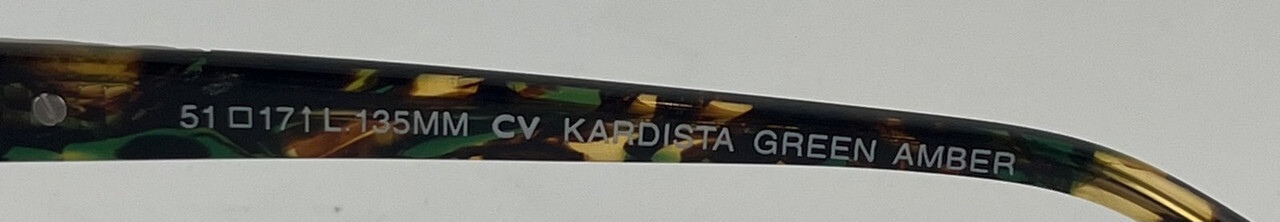 51□17↑L.135MM CV KARDISTA GREEN AMBER